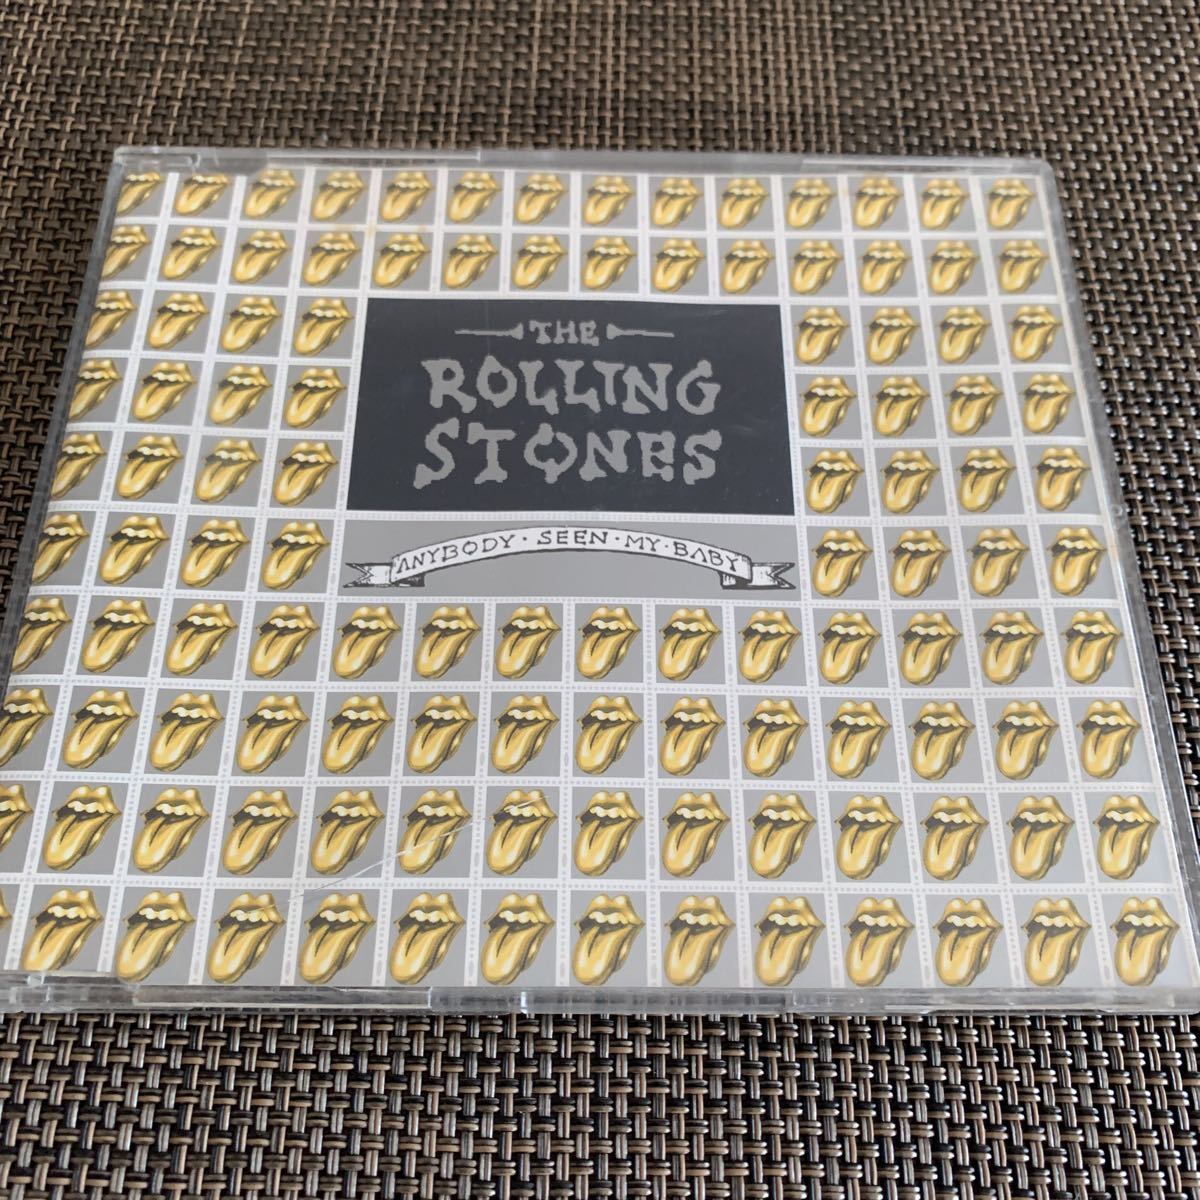 THE
ROLLING
STONES
ANYBODY · SEEN · MY · BABY